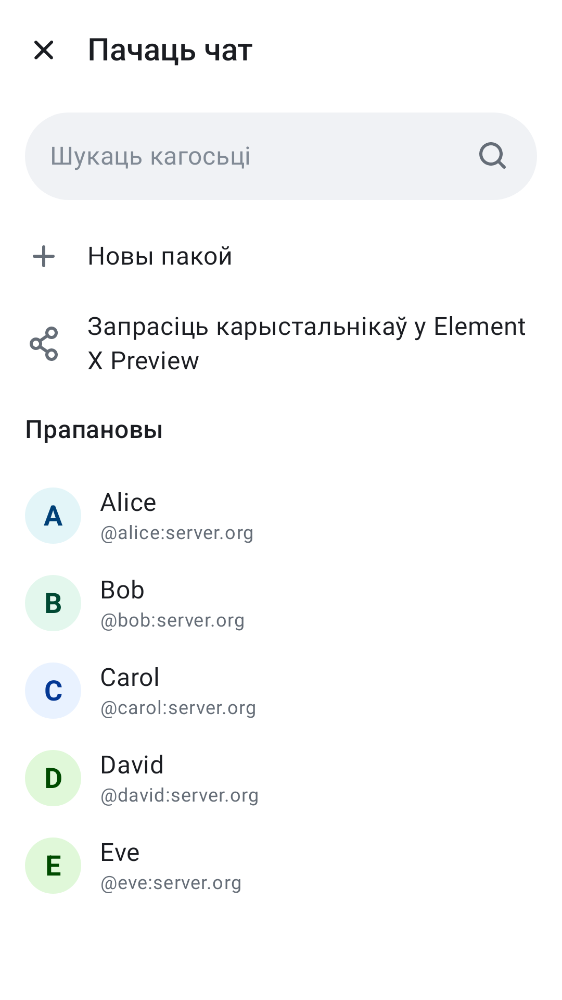 Пачаць чат
Шукаць кагосьці
Новы пакой
Запрасіць карыстальнікаў у Element
X Preview
Прапановы
A
Alice
@alice:server.org
B
Bob
@bob:server.org
C
Carol
@carol:server.org
D
David
@david:server.org
E
Eve
@eve:server.org